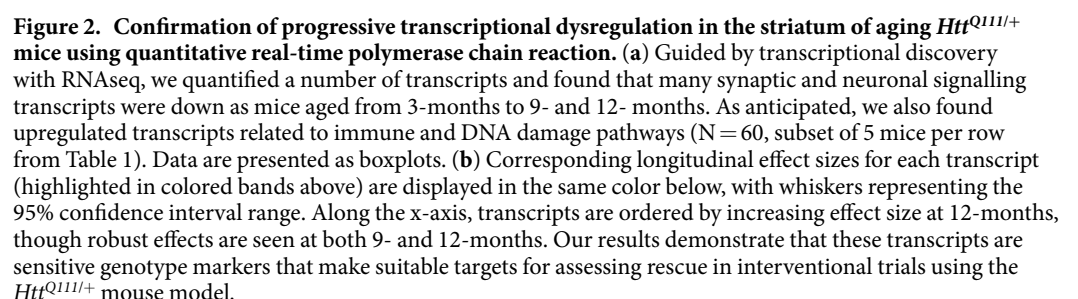 Figure 2. Confirmation of progressive transcriptional dysregulation in the striatum of aging HttQ111/+
mice using quantitative real-time polymerase chain reaction. (a) Guided by transcriptional discovery
with RNAseq, we quantified a number of transcripts and found that many synaptic and neuronal signalling
transcripts were down as mice aged from 3-months to 9- and 12- months. As anticipated, we also found
upregulated transcripts related to immune and DNA damage pathways (N = 60, subset of 5 mice per row
from Table 1). Data are presented as boxplots. (b) Corresponding longitudinal effect sizes for each transcript
(highlighted in colored bands above) are displayed in the same color below, with whiskers representing the
95% confidence interval range. Along the x-axis, transcripts are ordered by increasing effect size at 12-months,
though robust effects are seen at both 9- and 12-months. Our results demonstrate that these transcripts are
sensitive genotype markers that make suitable targets for assessing rescue in interventional trials using the
HttQ111/+ mouse model.